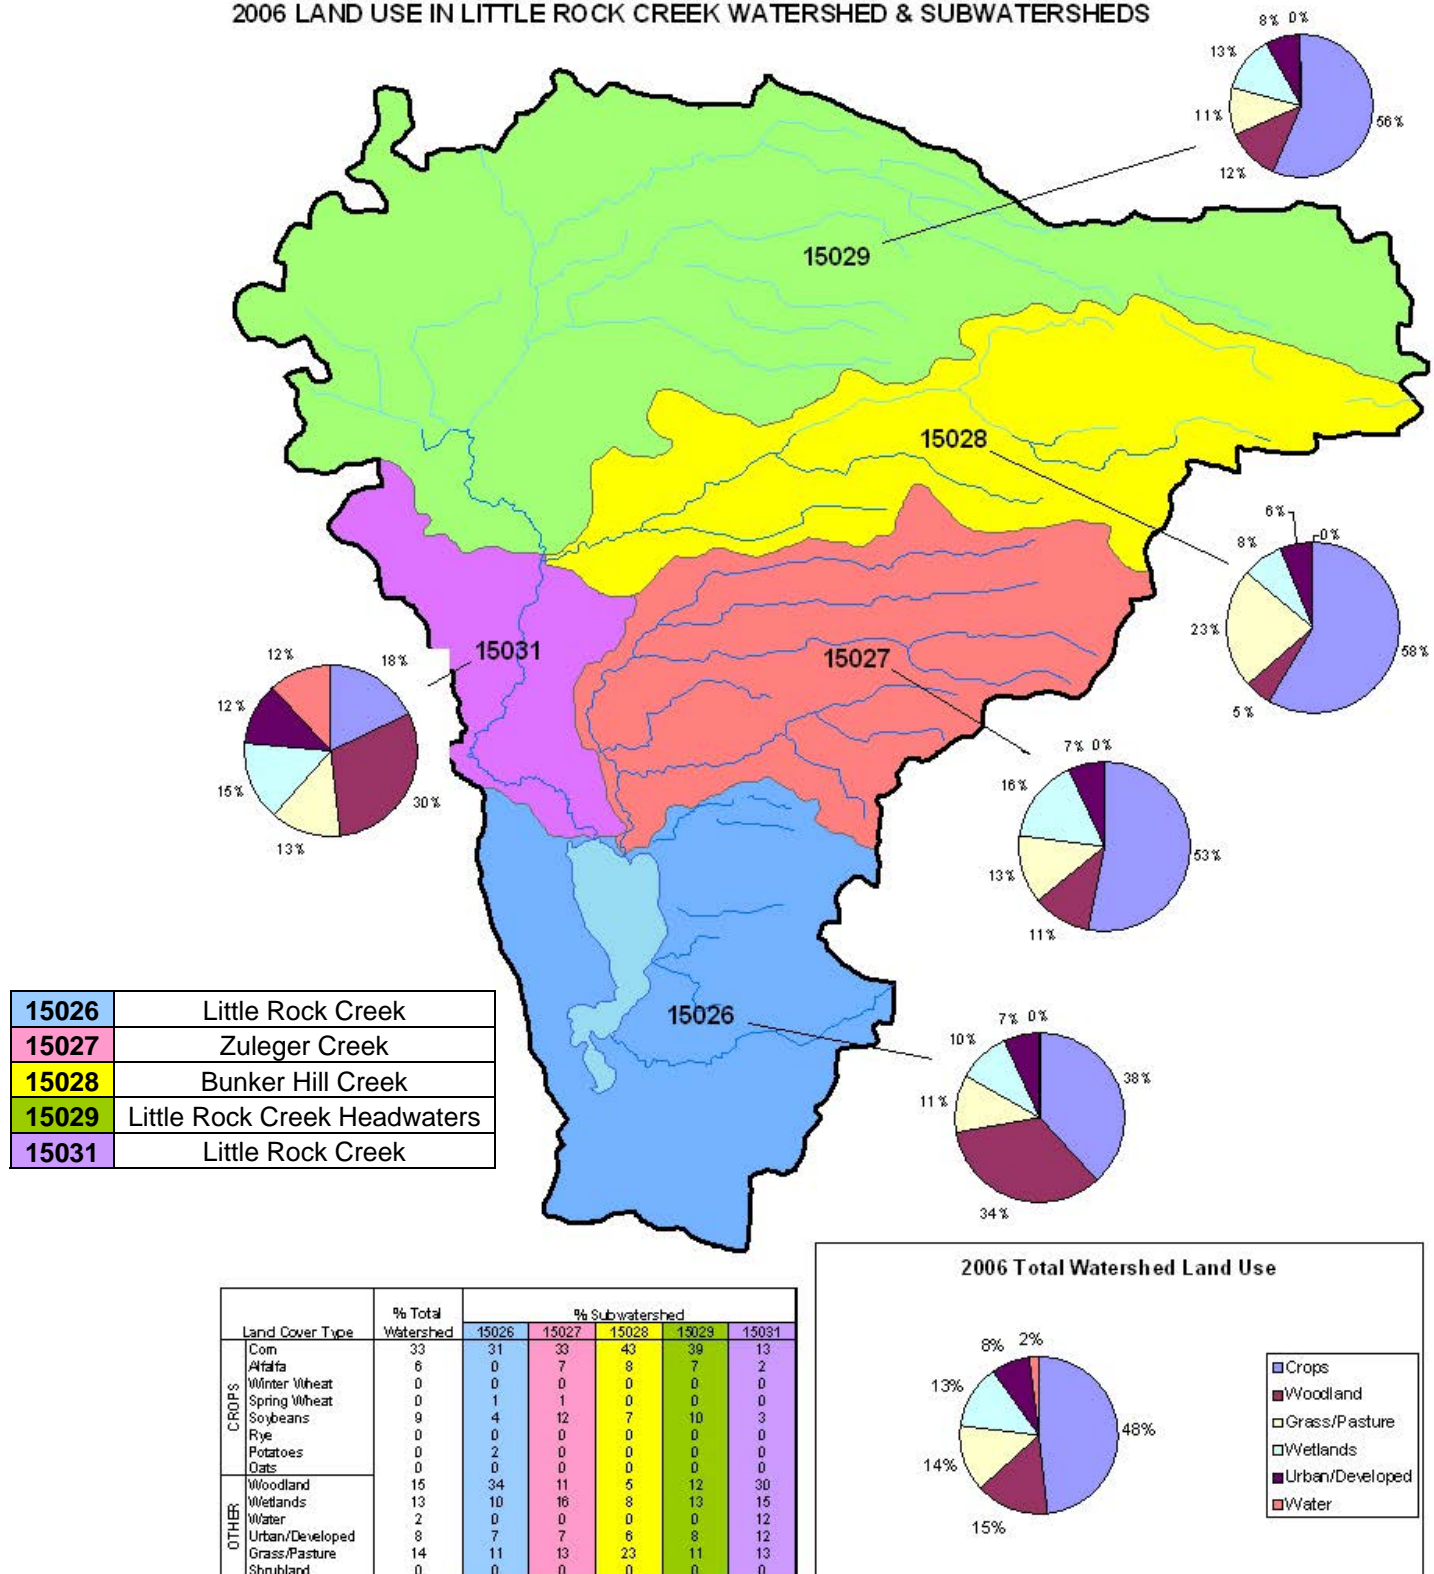 2006 LAND USE IN LITTLE ROCK CREEK WATERSHED & SUBWATERSHEDS
8% 0%
13%
11%
56%
12%
15029
15028
6%
0%
8%
23%
58%
5%
15031
12% 18%
12%
15%
30%
13%
15027
7% 0%
16%
13%
53%
11%
15026
7% 0%
10%
38%
11%
34%
15026 Little Rock Creek
15027 Zuleger Creek
15028 Bunker Hill Creek
15029 Little Rock Creek Headwaters
15031 Little Rock Creek
% Total % Subwatershed
Land Cover Type Watershed 15026 15027 15028 15029 15031
CROPS
Corn 33 31 33 43 39 13
Alfalfa 6 0 7 8 7 2
Winter Wheat 0 0 0 0 0 0
Spring Wheat 0 1 1 0 0 0
Soybeans 9 4 12 7 10 3
Rye 0 0 0 0 0 0
Potatoes 0 2 0 0 0 0
Oats 0 0 0 0 0 0
OTHER
Woodland 15 34 11 5 12 30
Wetlands 13 10 16 8 13 15
Water 2 0 0 0 0 12
Urban/Developed 8 7 7 6 8 12
Grass/Pasture 14 11 13 23 11 13
Shrubland 0 0 0 0 0 0
2006 Total Watershed Land Use
8% 2%
13%
48%
14%
15%
Crops
Woodland
Grass/Pasture
Wetlands
Urban/Developed
Water